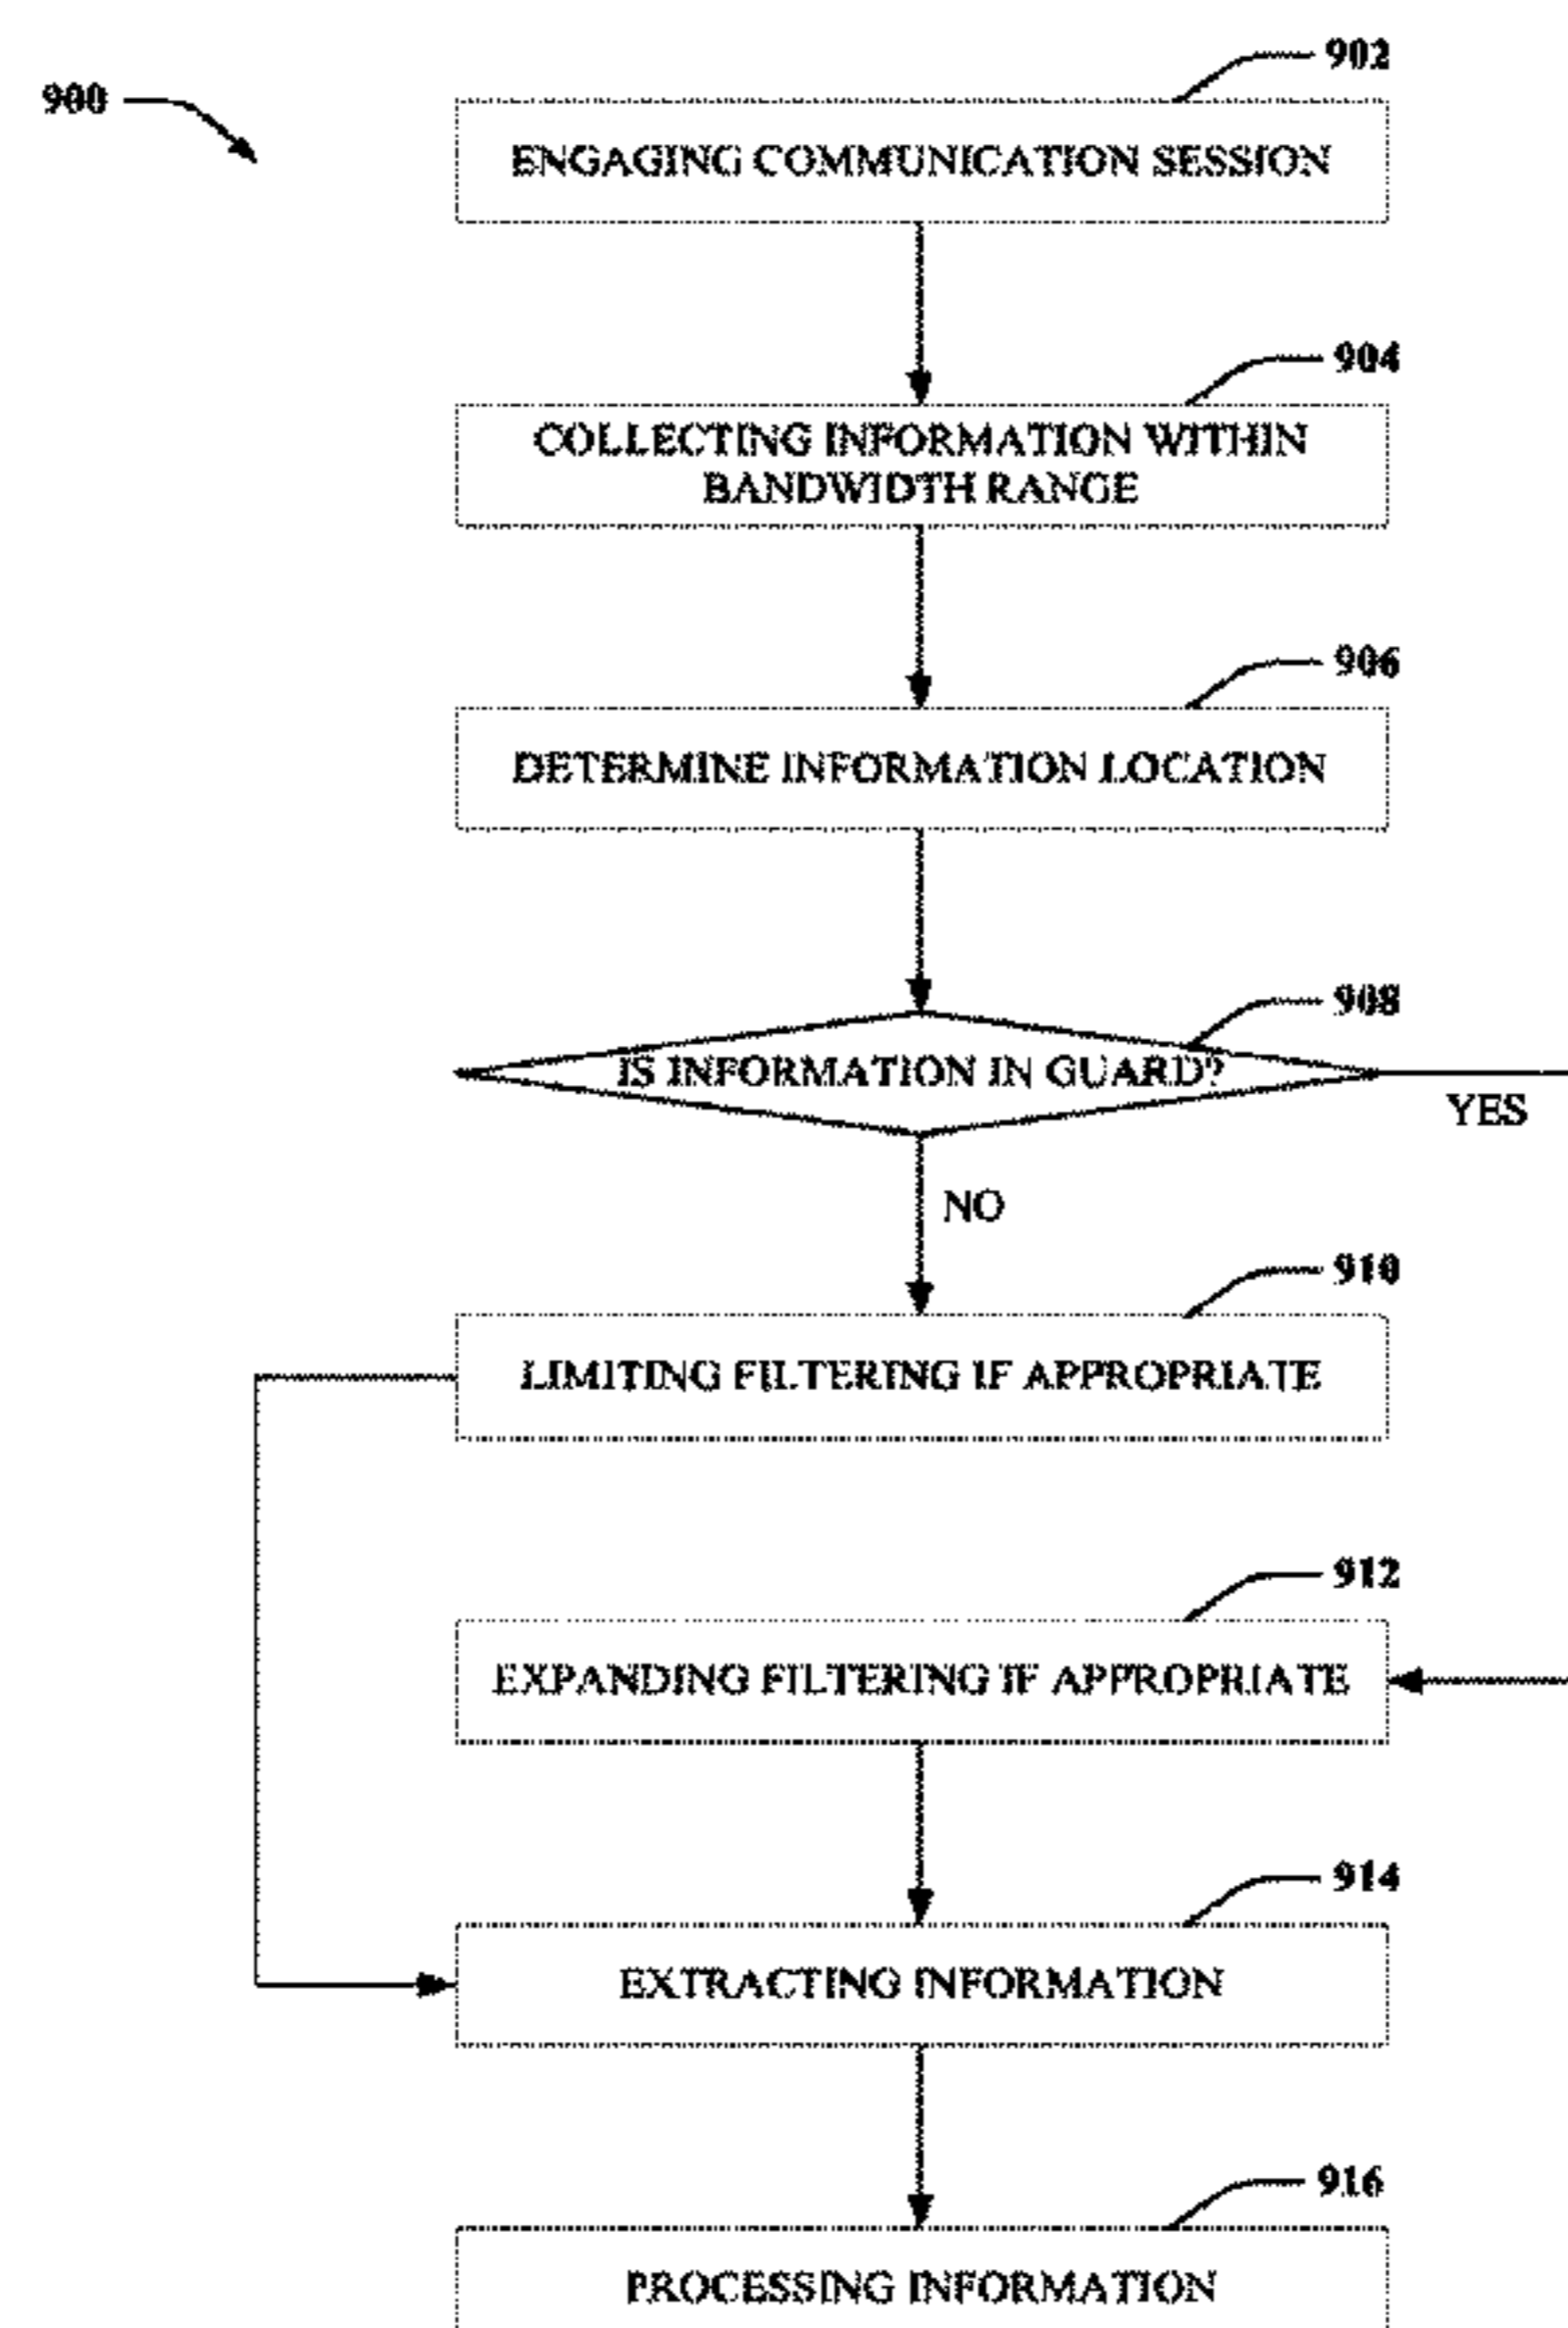 902
900
ENGAGING COMMUNICATION SESSION
904
COLLECTING INFORMATION WITHIN
BANDWIDTH RANGE
906
DETERMINE INFORMATION LOCATION
908
IS INFORMATION IN GUARD?
YES
NO
910
LIMITING FILTERING IF APPROPRIATE
912
EXPANDING FILTERING IF APPROPRIATE
914
EXTRACTING INFORMATION
916
PROCESSING INFORMATION